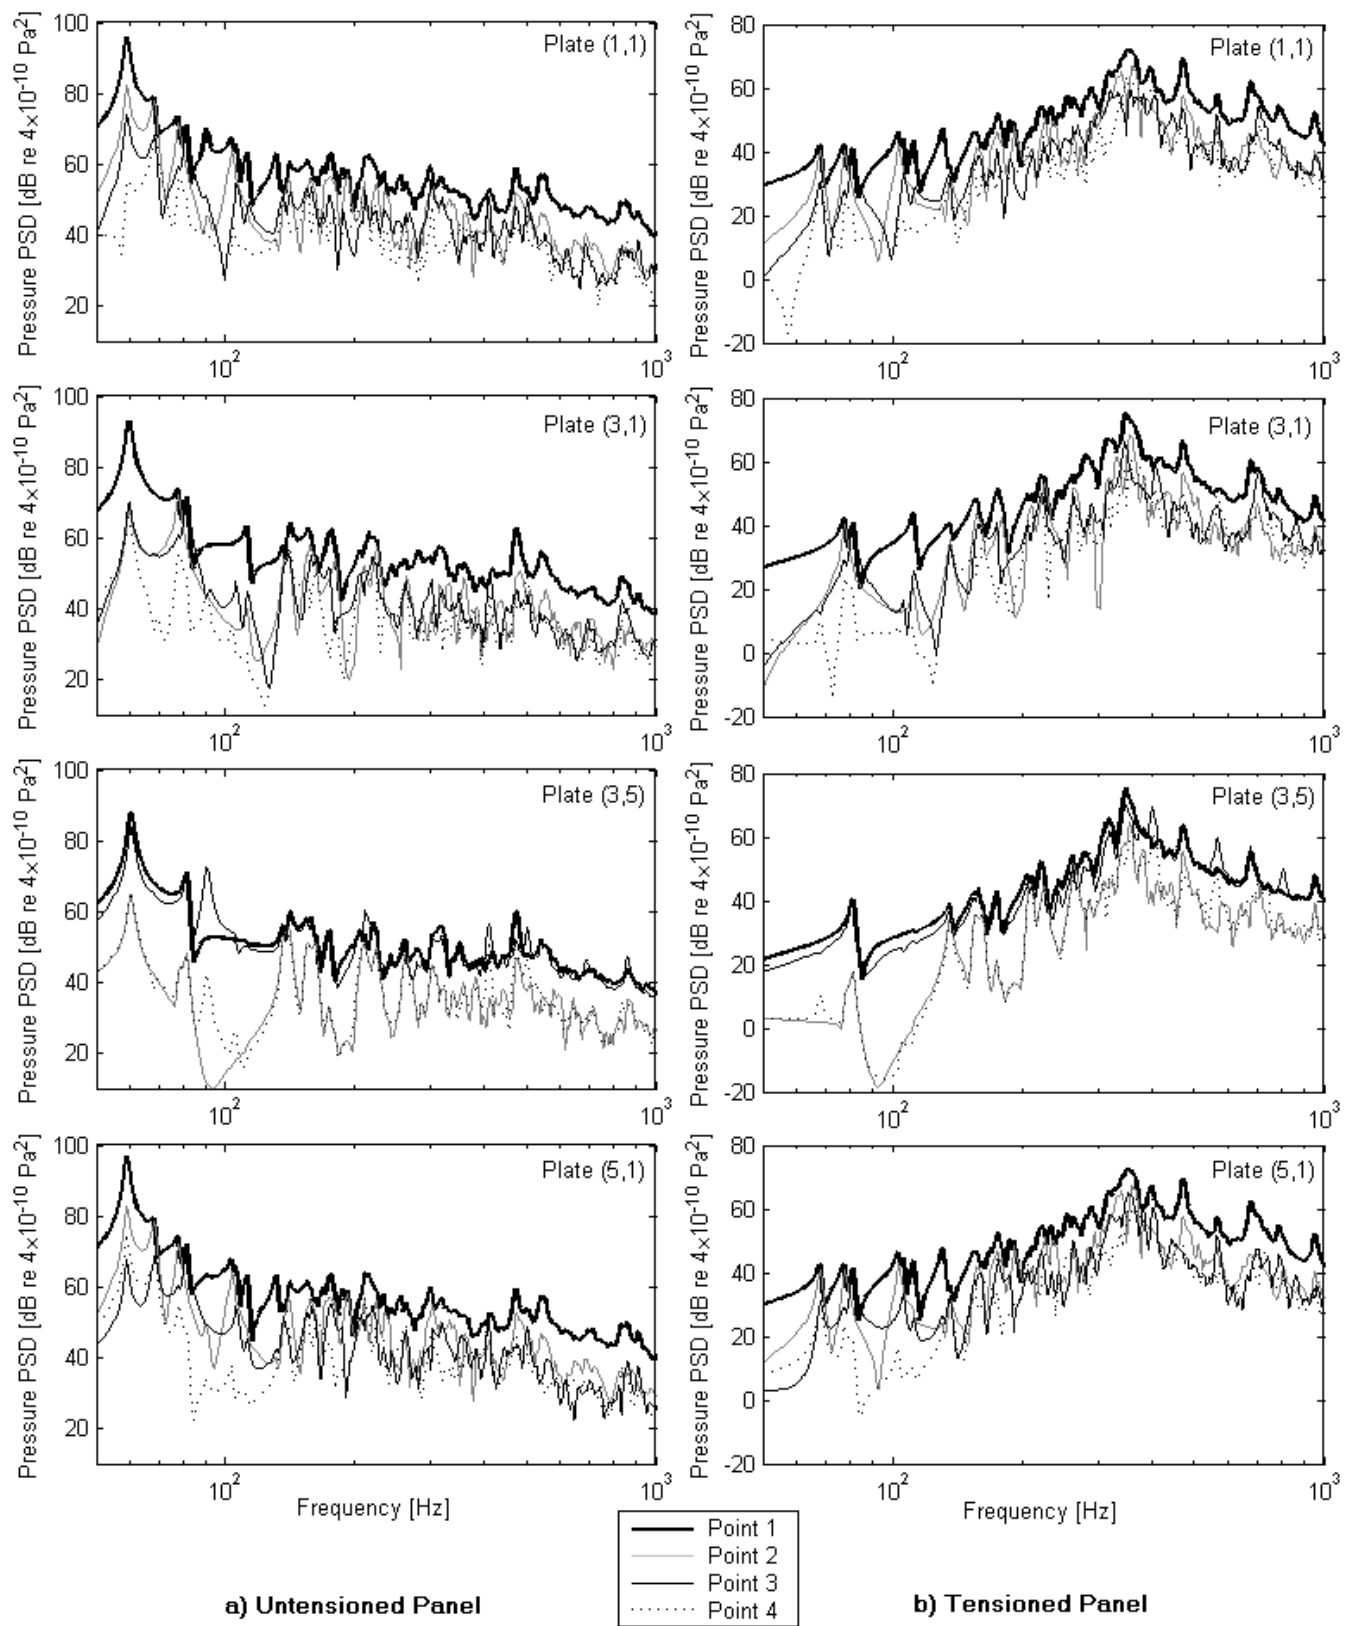 Pressure PSD [dB re 4×10⁻¹⁰ Pa²]
100
80
60
40
20
Plate (1,1)
10²
10³
Pressure PSD [dB re 4×10⁻¹⁰ Pa²]
80
60
40
20
0
-20
Plate (1,1)
10²
10³
Pressure PSD [dB re 4×10⁻¹⁰ Pa²]
100
80
60
40
20
Plate (3,1)
10²
10³
Pressure PSD [dB re 4×10⁻¹⁰ Pa²]
80
60
40
20
0
-20
Plate (3,1)
10²
10³
Pressure PSD [dB re 4×10⁻¹⁰ Pa²]
100
80
60
40
20
Plate (3,5)
10²
10³
Pressure PSD [dB re 4×10⁻¹⁰ Pa²]
80
60
40
20
0
-20
Plate (3,5)
10²
10³
Pressure PSD [dB re 4×10⁻¹⁰ Pa²]
100
80
60
40
20
Plate (5,1)
10²
10³
Frequency [Hz]
Pressure PSD [dB re 4×10⁻¹⁰ Pa²]
80
60
40
20
0
-20
Plate (5,1)
10²
10³
Frequency [Hz]
Point 1
Point 2
Point 3
Point 4
a) Untensioned Panel
b) Tensioned Panel